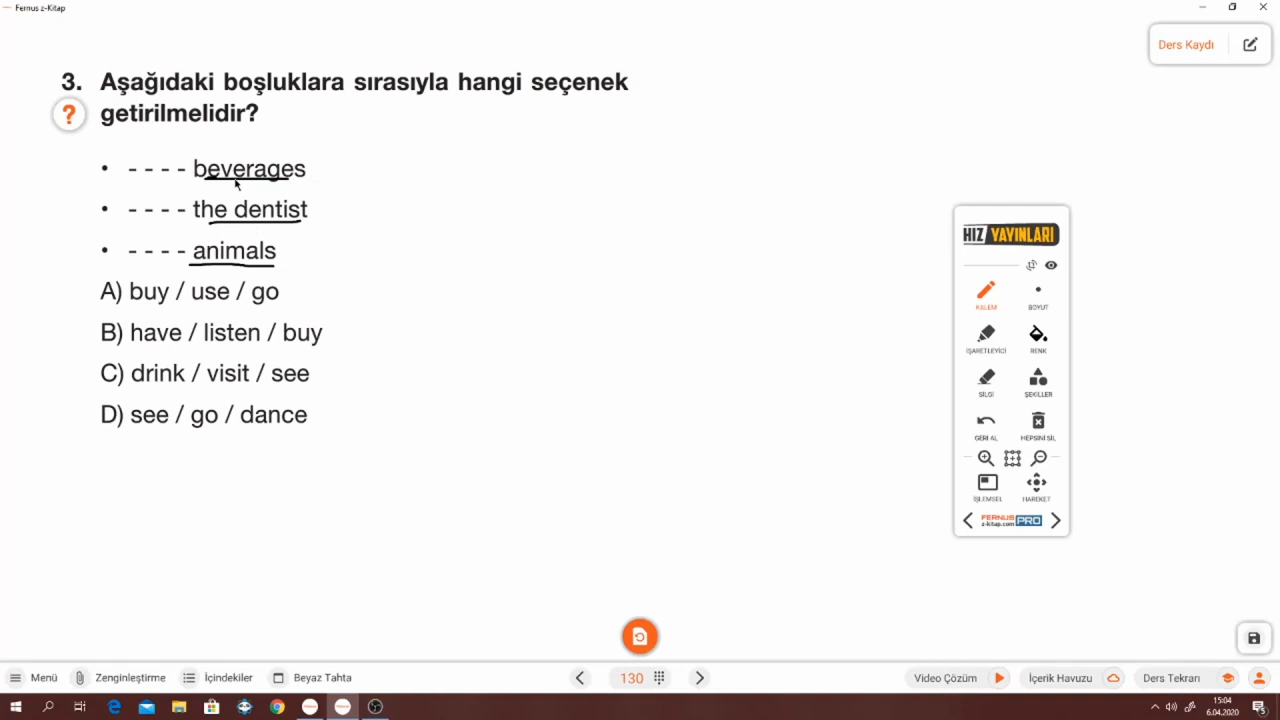 Fernus z-Kitap
Ders Kaydı
3. Aşağıdaki boşluklara sırasıyla hangi seçenek
? getirilmelidir?
• - - - - beverages
• - - - - the dentist
• - - - - animals
A) buy / use / go
B) have / listen / buy
C) drink / visit / see
D) see / go / dance
HIZ YAYINLARI
KALEM BOYUT
İŞARETLEYİCİ RENK
SİLGİ ŞEKİLLER
GERİ AL HEPSİNİ SİL
İŞLEMSEL HAREKET
FERNUS z-kitap.com PRO
Menü Zenginleştirme İçindekiler Beyaz Tahta 130 Video Çözüm İçerik Havuzu Ders Tekrarı
15:04
6.04.2020
5